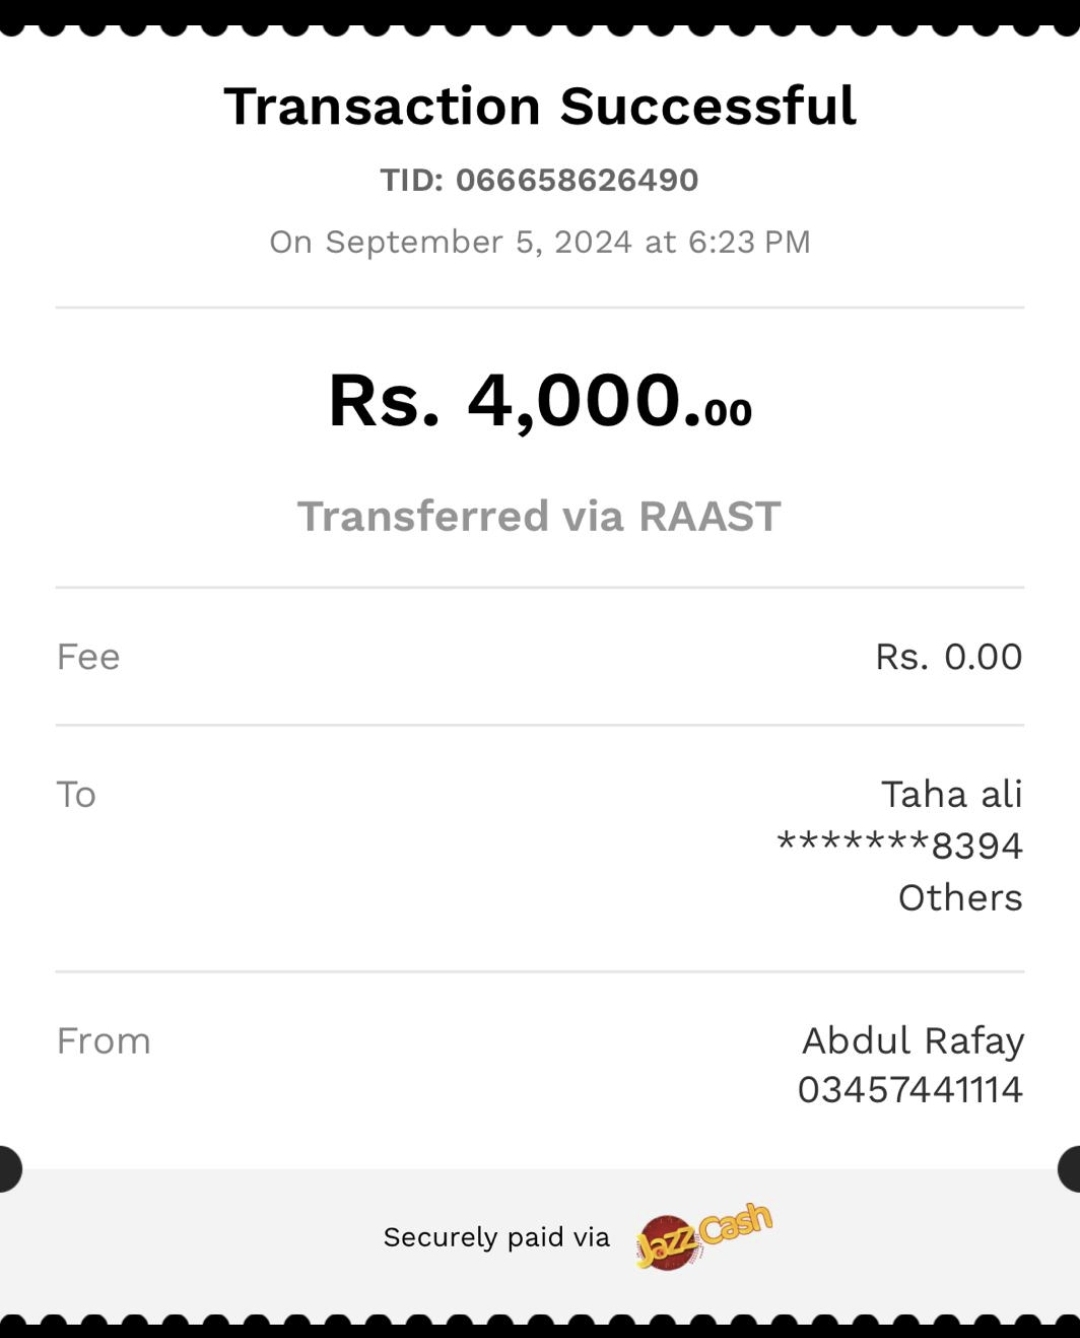 Transaction Successful
TID: 066658626490
On September 5, 2024 at 6:23 PM
Rs. 4,000.00
Transferred via RAAST
Fee Rs. 0.00
To Taha ali
*******8394
Others
From Abdul Rafay
03457441114
Securely paid via JazzCash